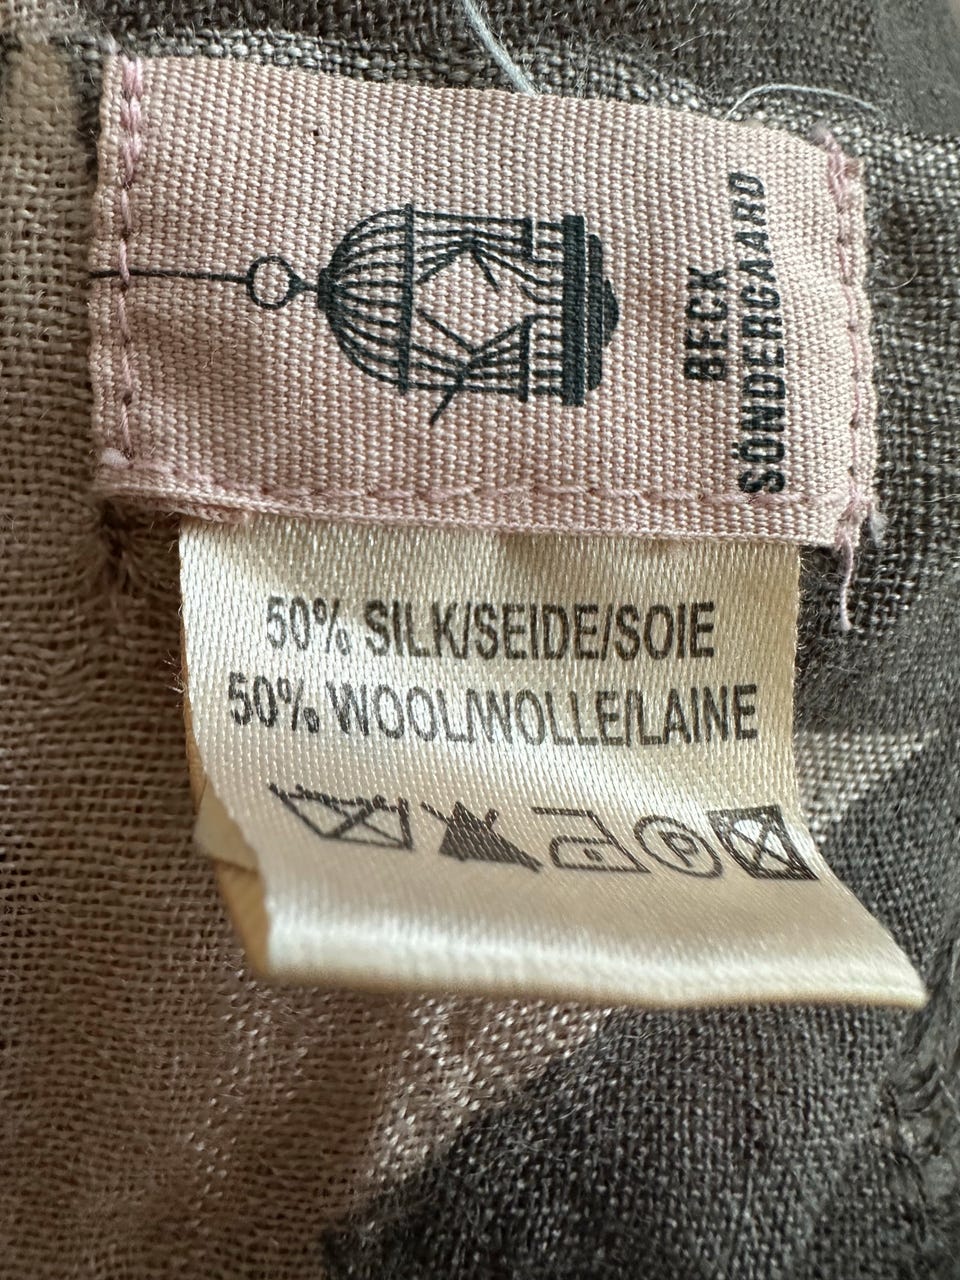 BECK
SÖNDERGAARD
50% SILK/SEIDE/SOIE
50% WOOL/WOLLE/LAINE
P